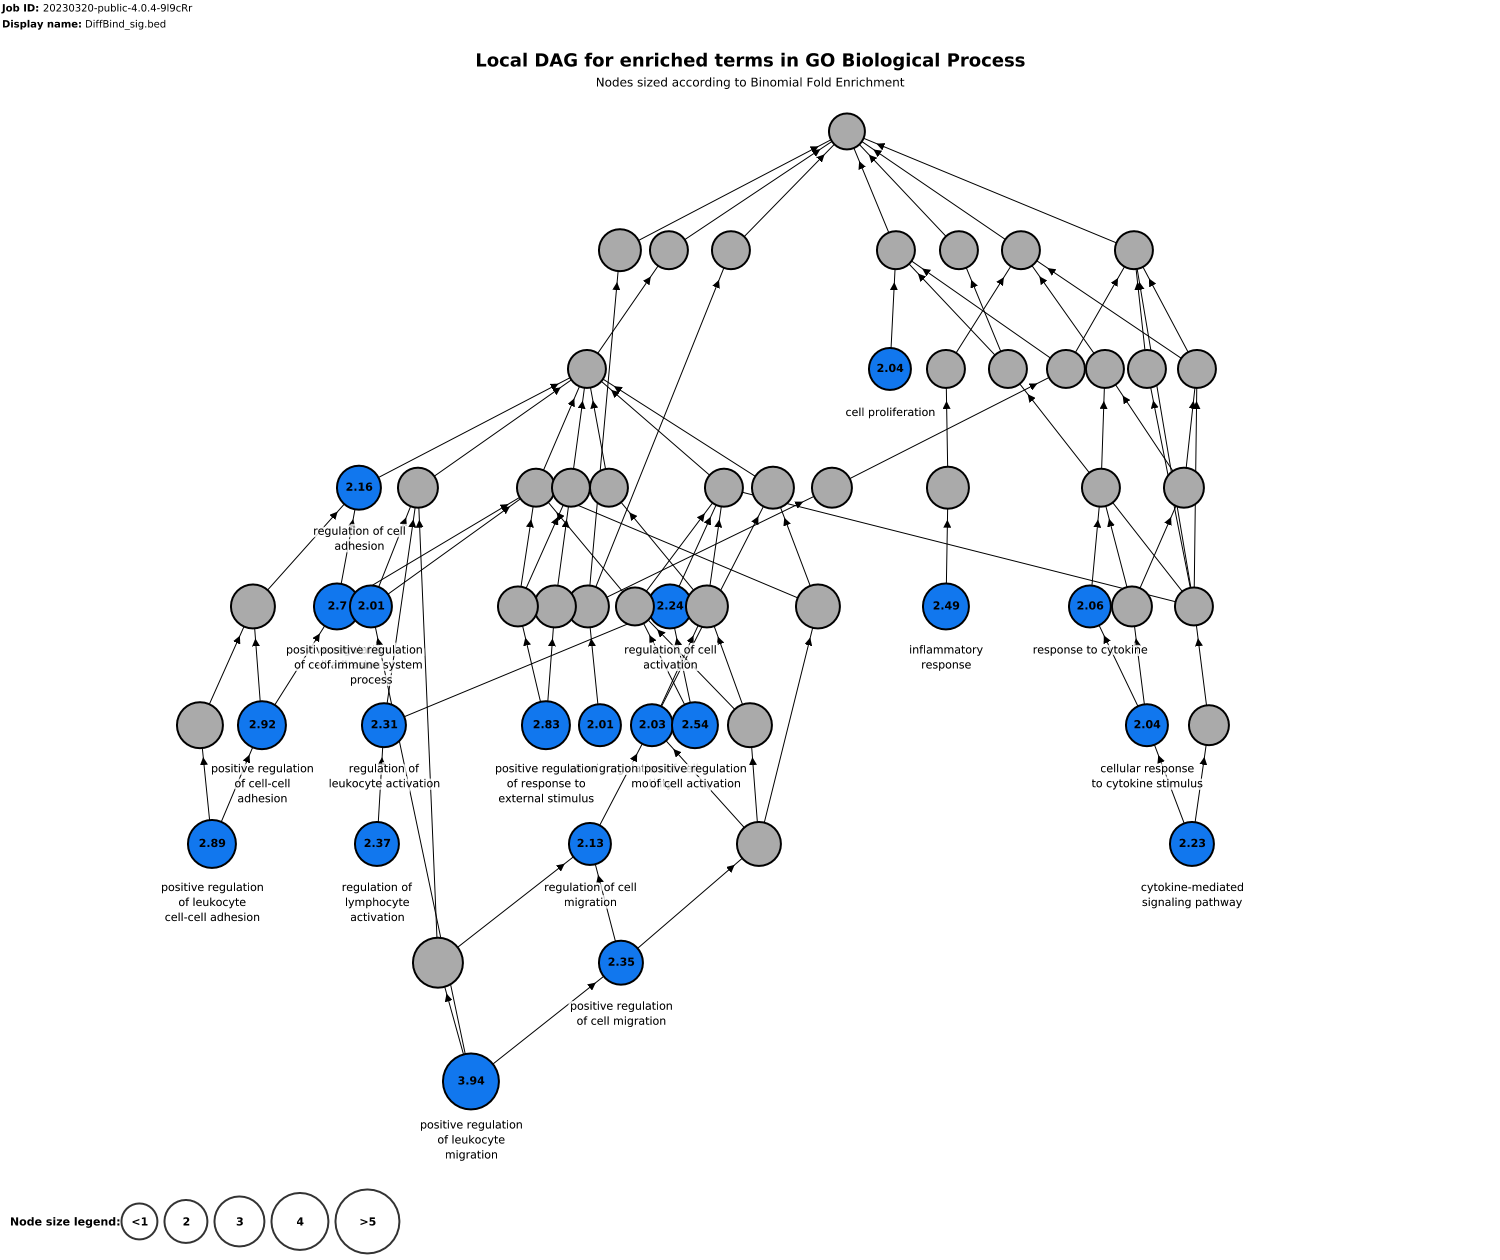 Job ID: 20230320-public-4.0.4-9I9cRr
Display name: DiffBind_sig.bed
Local DAG for enriched terms in GO Biological Process
Nodes sized according to Binomial Fold Enrichment
2.04
cell proliferation
2.16
regulation of cell
adhesion
2.7
2.01
2.24
2.49
2.06
positive regulation
of immune system
process
regulation of cell
activation
inflammatory
response
response to cytokine
2.92
2.31
2.83
2.01
2.03
2.54
2.04
positive regulation
of cell-cell
adhesion
regulation of
leukocyte activation
positive regulation
of response to
external stimulus
positive regulation
of cell activation
cellular response
to cytokine stimulus
2.89
2.37
2.13
2.23
positive regulation
of leukocyte
cell-cell adhesion
regulation of
lymphocyte
activation
regulation of cell
migration
cytokine-mediated
signaling pathway
2.35
positive regulation
of cell migration
3.94
positive regulation
of leukocyte
migration
Node size legend:
<1
2
3
4
>5